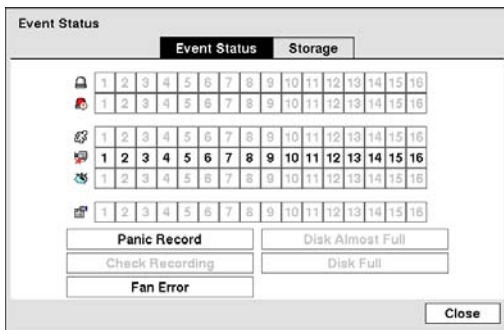 Event Status
Event Status Storage
1 2 3 4 5 6 7 8 9 10 11 12 13 14 15 16
1 2 3 4 5 6 7 8 9 10 11 12 13 14 15 16
1 2 3 4 5 6 7 8 9 10 11 12 13 14 15 16
1 2 3 4 5 6 7 8 9 10 11 12 13 14 15 16
1 2 3 4 5 6 7 8 9 10 11 12 13 14 15 16
1 2 3 4 5 6 7 8 9 10 11 12 13 14 15 16
Panic Record Disk Almost Full
Check Recording Disk Full
Fan Error
Close